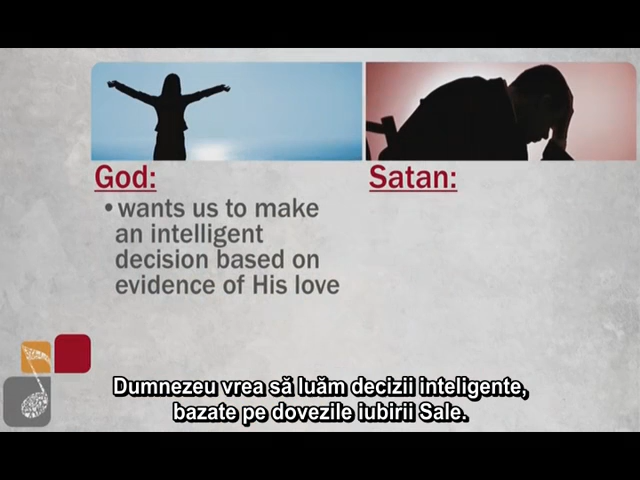 God:
Satan:
•wants us to make
an intelligent
decision based on
evidence of His love
Dumnezeu vrea să luăm decizii inteligente,
bazate pe dovezile iubirii Sale.